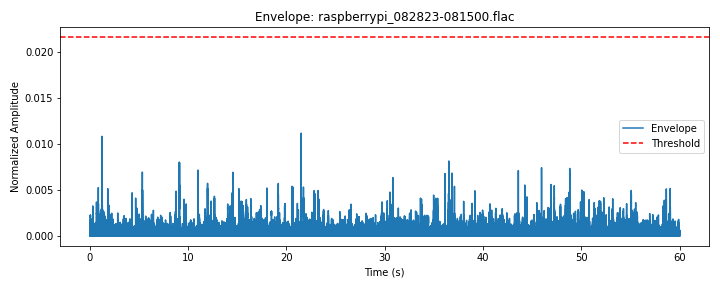 Envelope: raspberrypi_082823-081500.flac
Normalized Amplitude
0.020
0.015
0.010
0.005
0.000
Envelope
Threshold
0
10
20
30
40
50
60
Time (s)